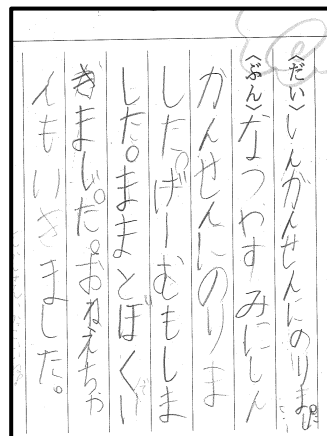 〈だい〉しんかんせんにのりました
〈ぶん〉なつやすみにしん
かんせんにのりま
した。げーむもしま
した。ままとぼくい
ぎました。おねえちゃ
んもいきました。